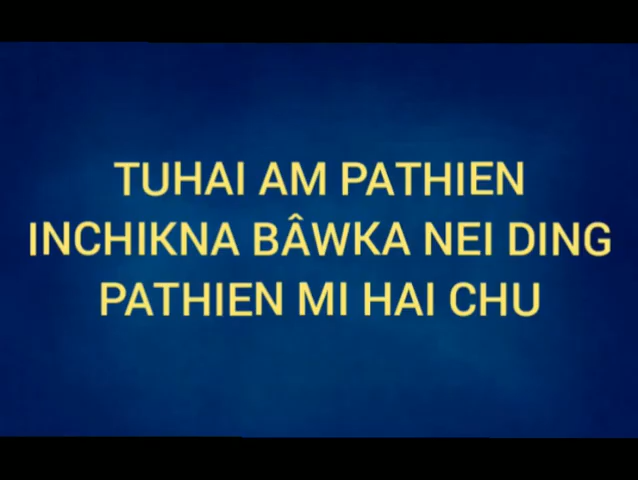 TUHAI AM PATHIEN
INCHIKNA BÂWKA NEI DING
PATHIEN MI HAI CHU